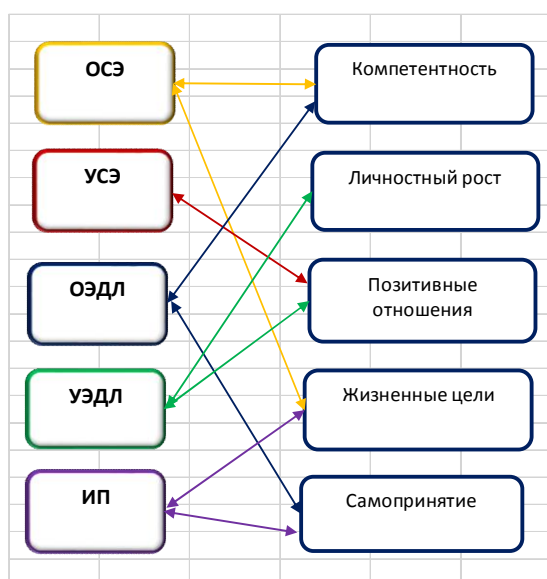 ОСЭ
Компетентность
УСЭ
Личностный рост
ОЭДЛ
Позитивные
отношения
УЭДЛ
Жизненные цели
ИП
Самопринятие